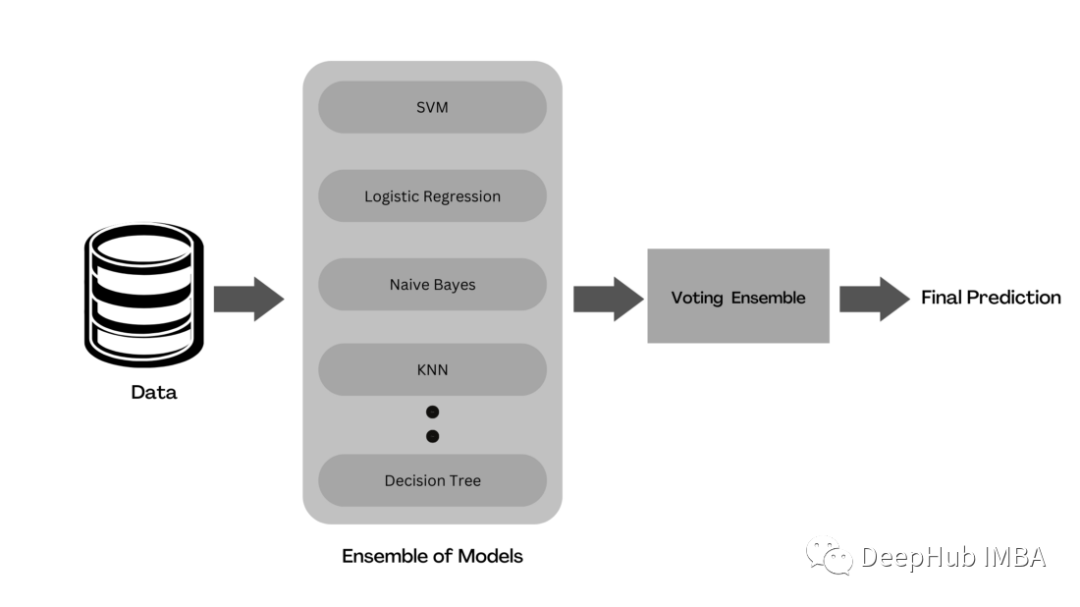 SVM
Logistic Regression
Naive Bayes
KNN
Decision Tree
Data
Voting Ensemble
Final Prediction
Ensemble of Models
DeepHub IMBA